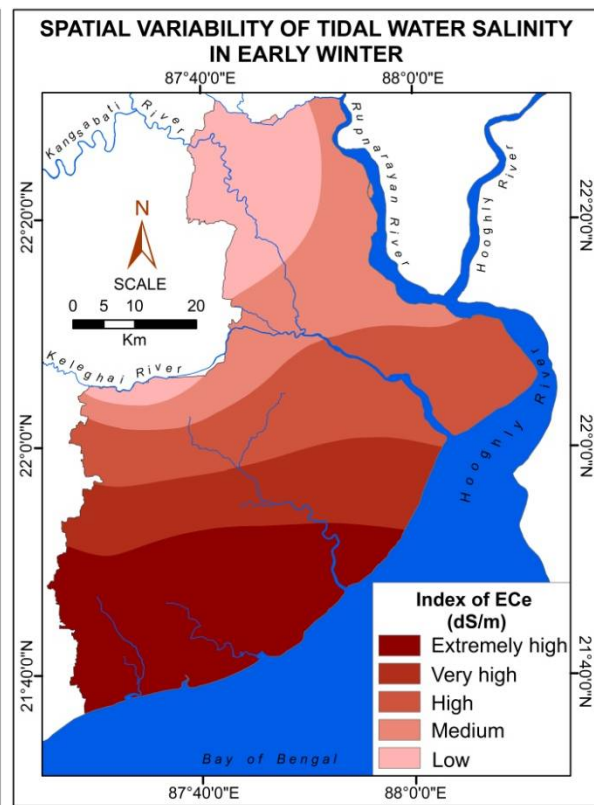 SPATIAL VARIABILITY OF TIDAL WATER SALINITY
IN EARLY WINTER
87°40'0"E
88°0'0"E
Kangsabati River
Rupnarayan River
Hooghly River
22°20'0"N
22°20'0"N
N
SCALE
0 5 10 20
Km
Keleghai River
22°0'0"N
22°0'0"N
Hooghly River
Index of ECe
(dS/m)
Extremely high
Very high
High
Medium
Low
21°40'0"N
21°40'0"N
Bay of Bengal
87°40'0"E
88°0'0"E